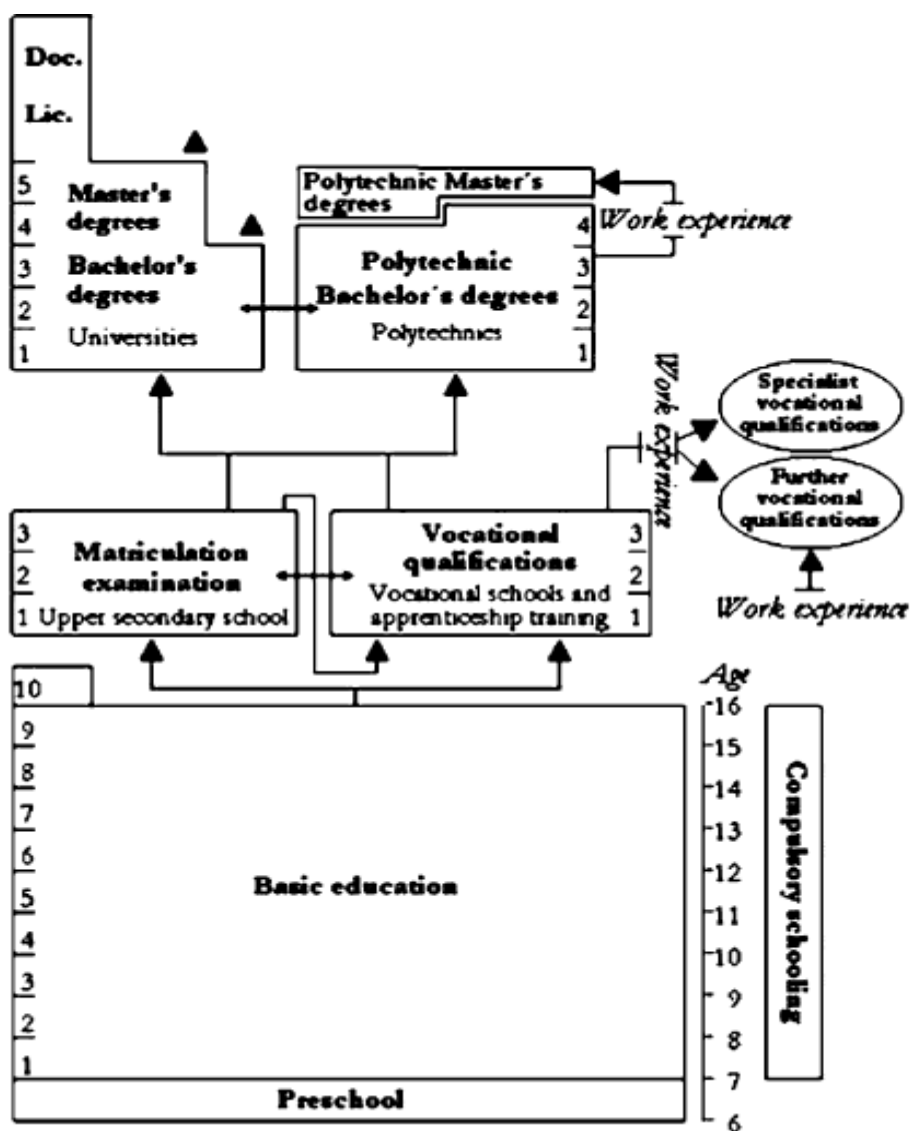 Doc.
Lic.
5
4
3
2
1
Master's
degrees
Bachelor's
degrees
Universities
Polytechnic Master´s
degrees
Polytechnic
Bachelor´s degrees
Polytechnics
4
3
2
1
Work experience
Work experience
Specialist
vocational
qualifications
Further
vocational
qualifications
Work experience
3
2
1
Matriculation
examination
Upper secondary school
Vocational
qualifications
Vocational schools and
apprenticeship training
3
2
1
10
9
8
7
6
5
4
3
2
1
Basic education
Preschool
Age
16
15
14
13
12
11
10
9
8
7
6
Compulsory schooling